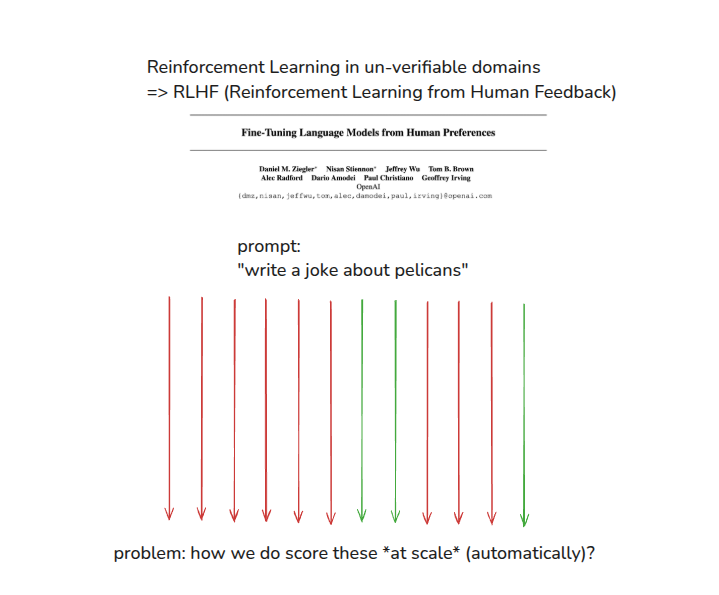 Reinforcement Learning in un-verifiable domains
=> RLHF (Reinforcement Learning from Human Feedback)
Fine-Tuning Language Models from Human Preferences
Daniel M. Ziegler* Nisan Stiennon* Jeffrey Wu Tom B. Brown
Alec Radford Dario Amodei Paul Christiano Geoffrey Irving
OpenAI
{dmz,nisan,jeffwu,tom,alec,damodei,paul,irving}@openai.com
prompt:
"write a joke about pelicans"
problem: how we do score these *at scale* (automatically)?